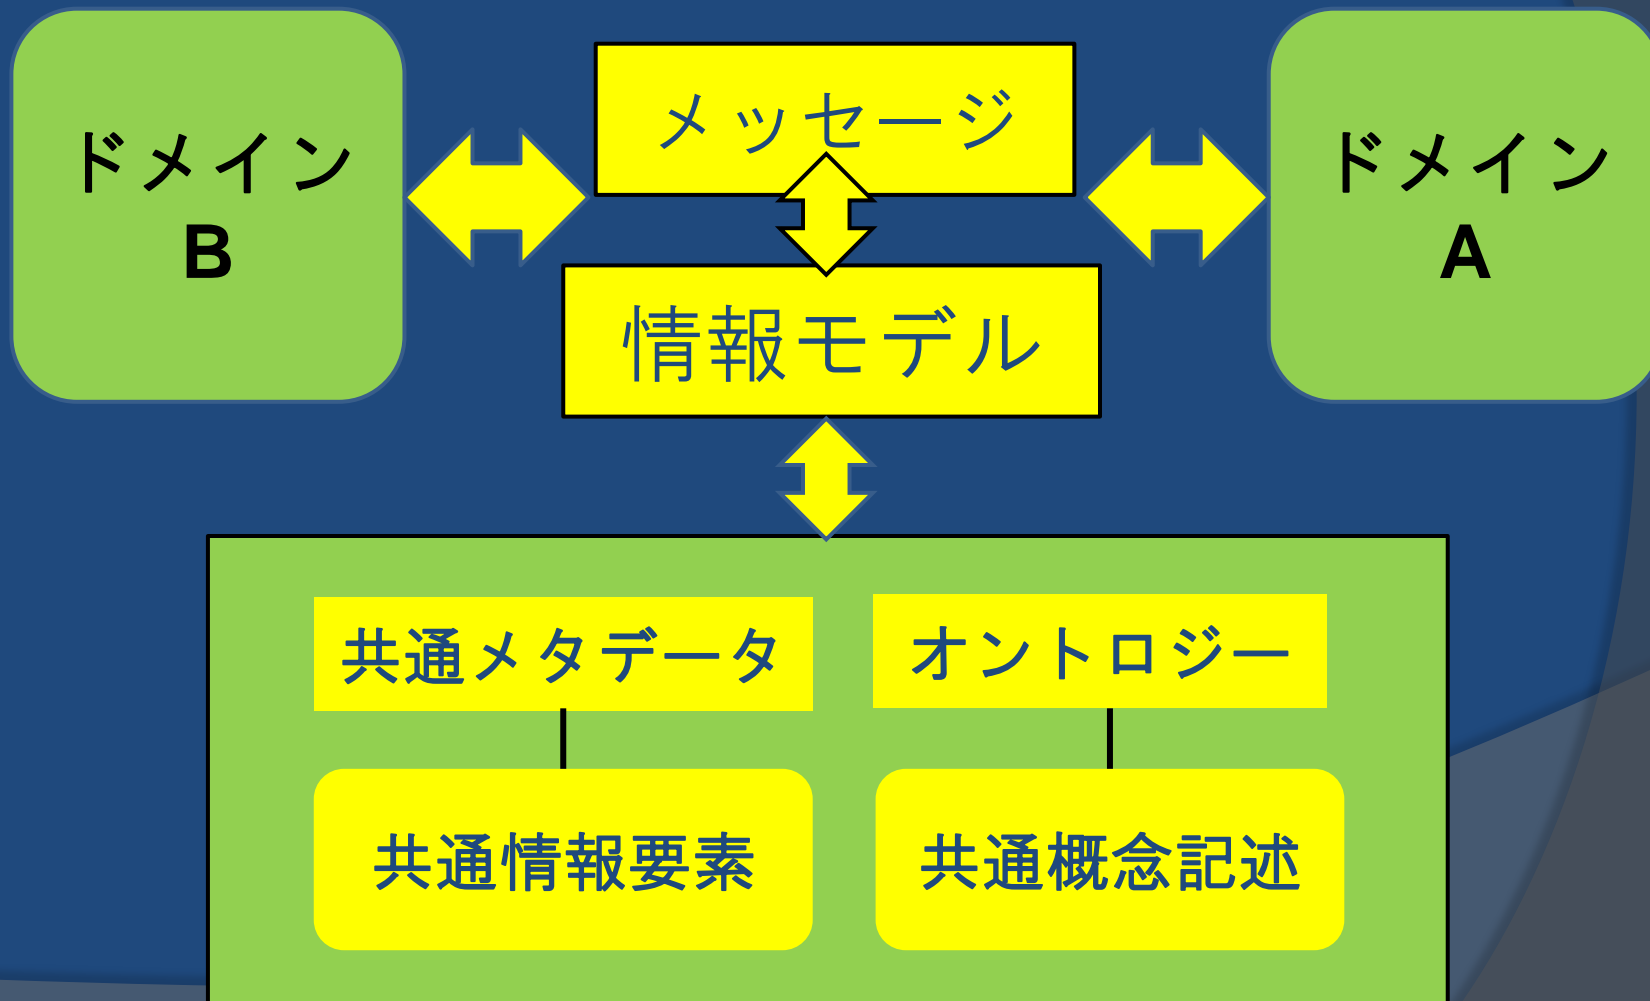 ドメイン
B
メッセージ
ドメイン
A
情報モデル
共通メタデータ
オントロジー
共通情報要素
共通概念記述